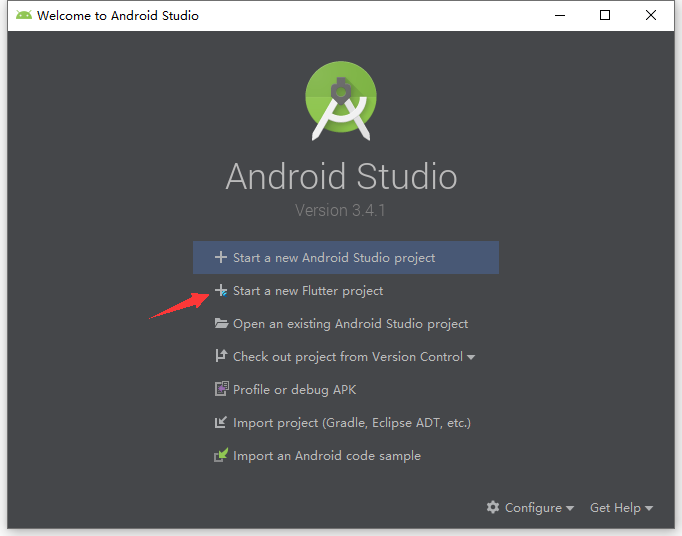 Welcome to Android Studio
Android Studio
Version 3.4.1
Start a new Android Studio project
Start a new Flutter project
Open an existing Android Studio project
Check out project from Version Control
Profile or debug APK
Import project (Gradle, Eclipse ADT, etc.)
Import an Android code sample
Configure Get Help